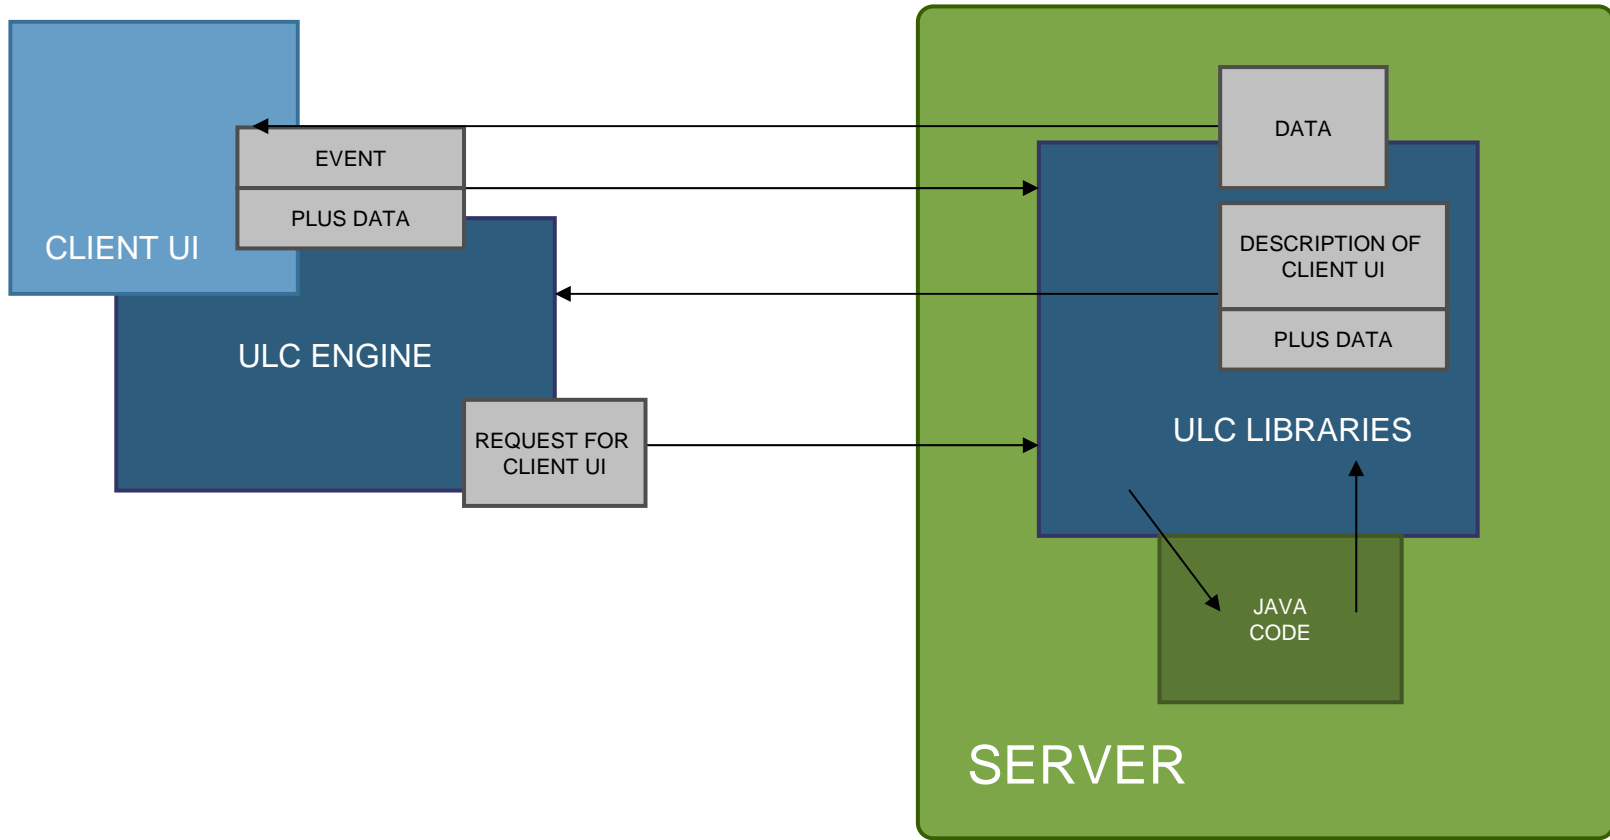 DATA
EVENT
PLUS DATA
CLIENT UI
DESCRIPTION OF
CLIENT UI
PLUS DATA
ULC ENGINE
REQUEST FOR
CLIENT UI
ULC LIBRARIES
JAVA
CODE
SERVER